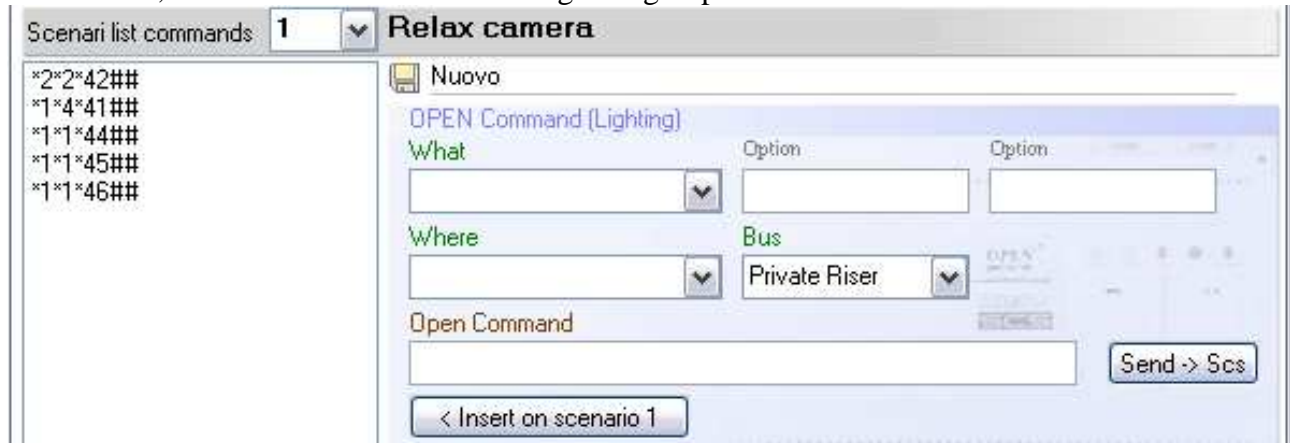 Scenari list commands 1 Relax camera
*2*2*42##
*1*4*41##
*1*1*44##
*1*1*45##
*1*1*46##
Nuovo
OPEN Command (Lighting)
What Option Option
Where Bus
Private Riser
OPEN
Open Command
Send -> Scs
< Insert on scenario 1